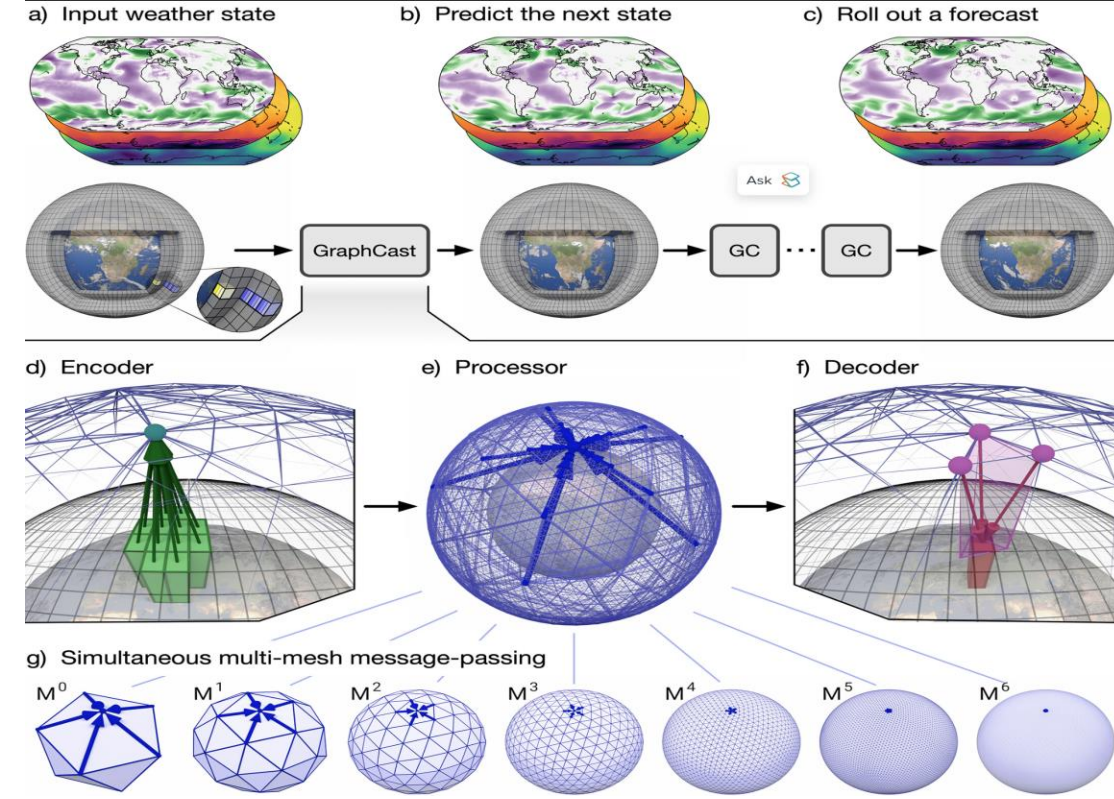 a) Input weather state
b) Predict the next state
c) Roll out a forecast
Ask
GraphCast
GC
...
GC
d) Encoder
e) Processor
f) Decoder
g) Simultaneous multi-mesh message-passing
M⁰
M¹
M²
M³
M⁴
M⁵
M⁶